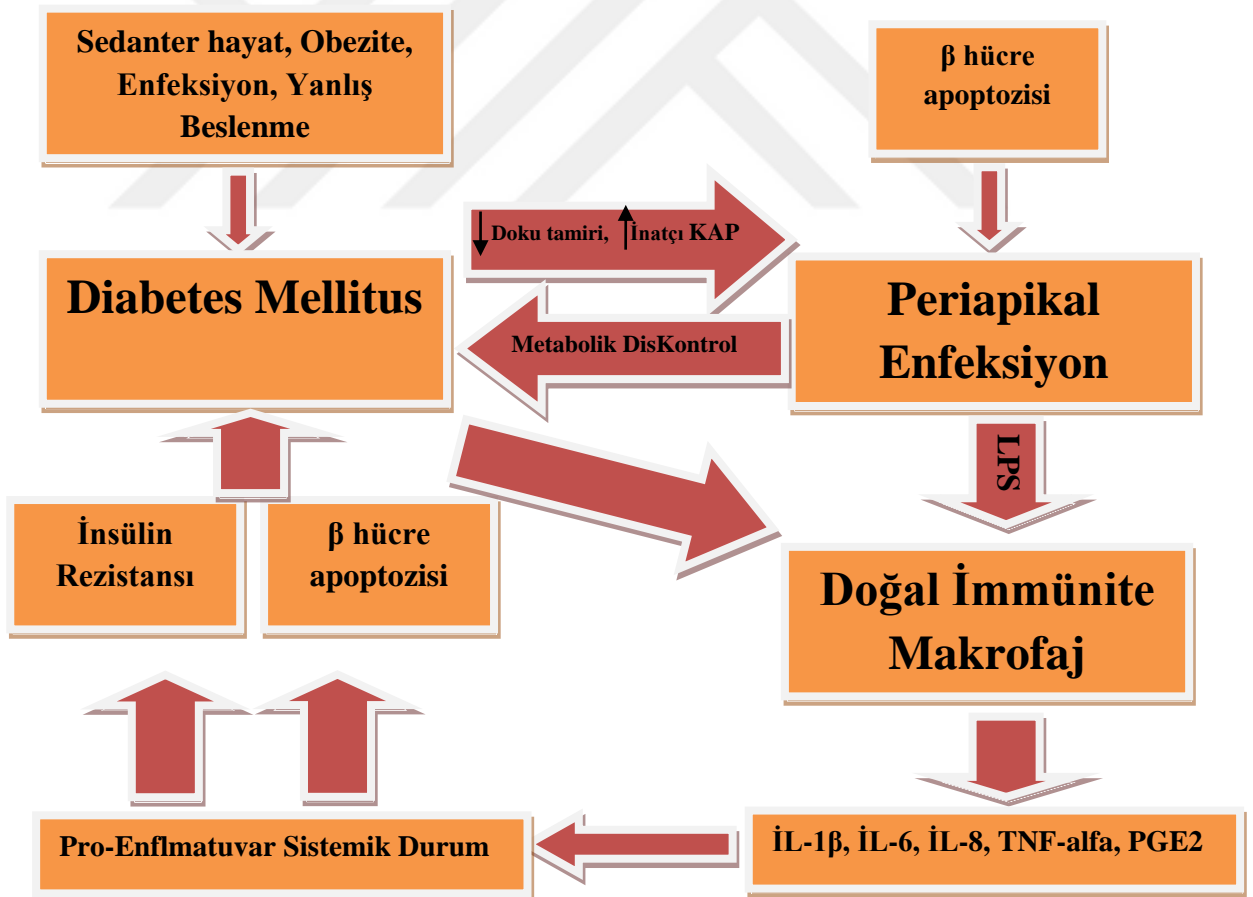 Sedanter hayat, Obezite,
Enfeksiyon, Yanlış
Beslenme
β hücre
apoptozisi
Doku tamiri, İnatçı KAP
Diabetes Mellitus
Periapikal
Enfeksiyon
Metabolik DisKontrol
LPS
İnsülin
Rezistansı
β hücre
apoptozisi
Doğal İmmünite
Makrofaj
Pro-Enflmatuvar Sistemik Durum
İL-1β, İL-6, İL-8, TNF-alfa, PGE2